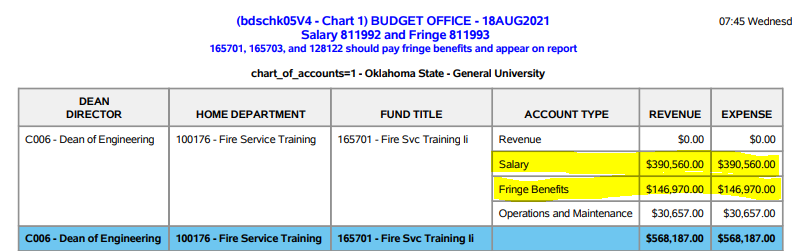 (bdschk05V4 - Chart 1) BUDGET OFFICE - 18AUG2021 07:45 Wednesd
Salary 811992 and Fringe 811993
165701, 165703, and 128122 should pay fringe benefits and appear on report
chart_of_accounts=1 - Oklahoma State - General University
DEAN DIRECTOR HOME DEPARTMENT FUND TITLE ACCOUNT TYPE REVENUE EXPENSE
C006 - Dean of Engineering 100176 - Fire Service Training 165701 - Fire Svc Training Ii Revenue $0.00 $0.00
Salary $390,560.00 $390,560.00
Fringe Benefits $146,970.00 $146,970.00
Operations and Maintenance $30,657.00 $30,657.00
C006 - Dean of Engineering 100176 - Fire Service Training 165701 - Fire Svc Training Ii $568,187.00 $568,187.00